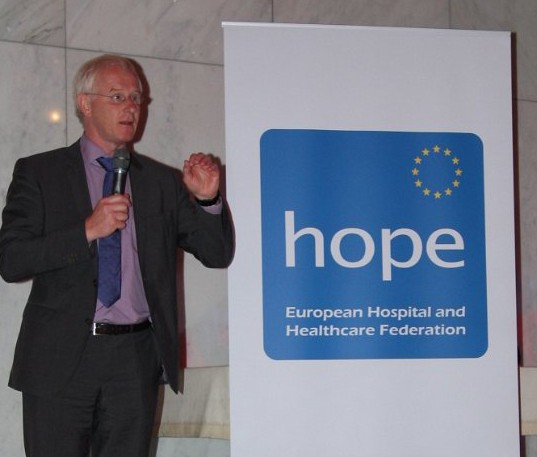 hope
European Hospital and
Healthcare Federation